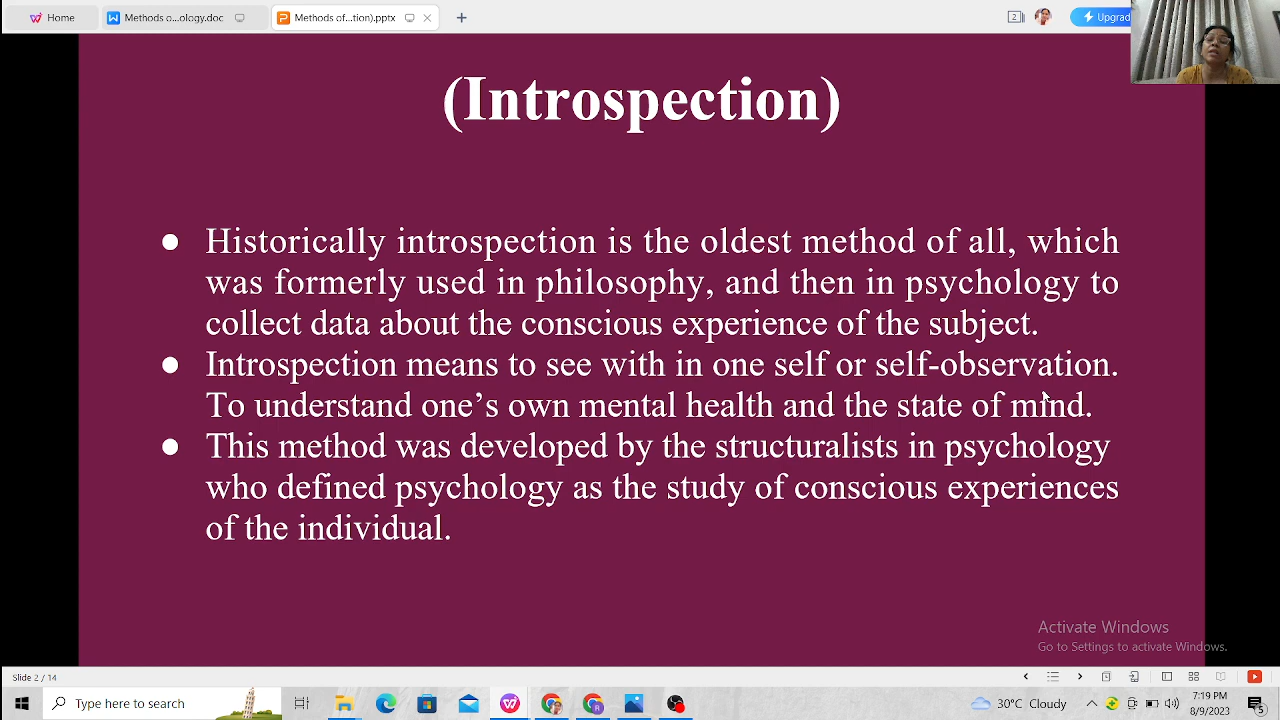 Home
Methods o...ology.doc
Methods of...tion).pptx
Upgrad
(Introspection)
● Historically introspection is the oldest method of all, which
was formerly used in philosophy, and then in psychology to
collect data about the conscious experience of the subject.
● Introspection means to see with in one self or self-observation.
To understand one’s own mental health and the state of mind.
● This method was developed by the structuralists in psychology
who defined psychology as the study of conscious experiences
of the individual.
Activate Windows
Go to Settings to activate Windows.
Slide 2 / 14
Type here to search
30°C Cloudy
7:19 PM
8/9/2023
5